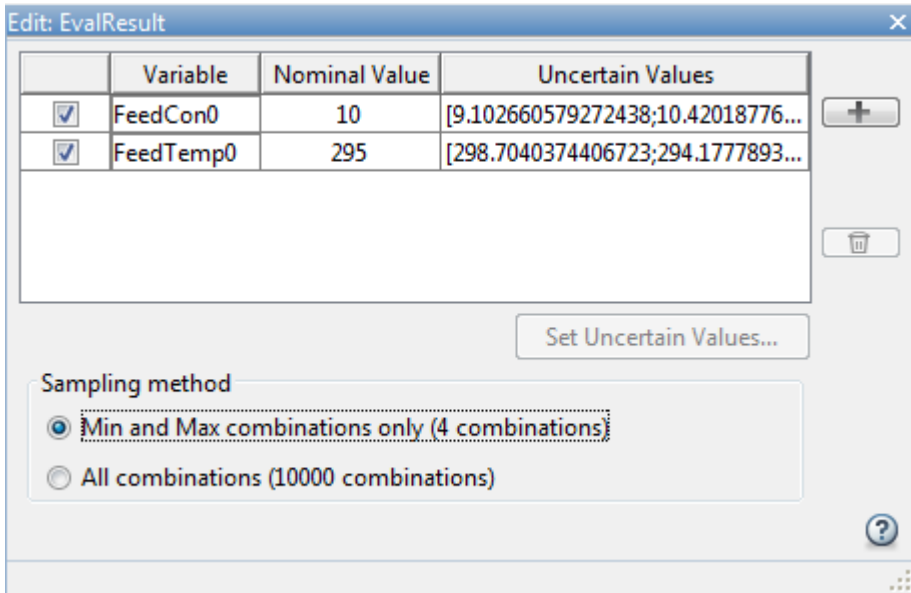 Edit: EvalResult
Variable Nominal Value Uncertain Values
FeedCon0 10 [9.102660579272438;10.42018776...
FeedTemp0 295 [298.7040374406723;294.1777893...
Set Uncertain Values...
Sampling method
Min and Max combinations only (4 combinations)
All combinations (10000 combinations)